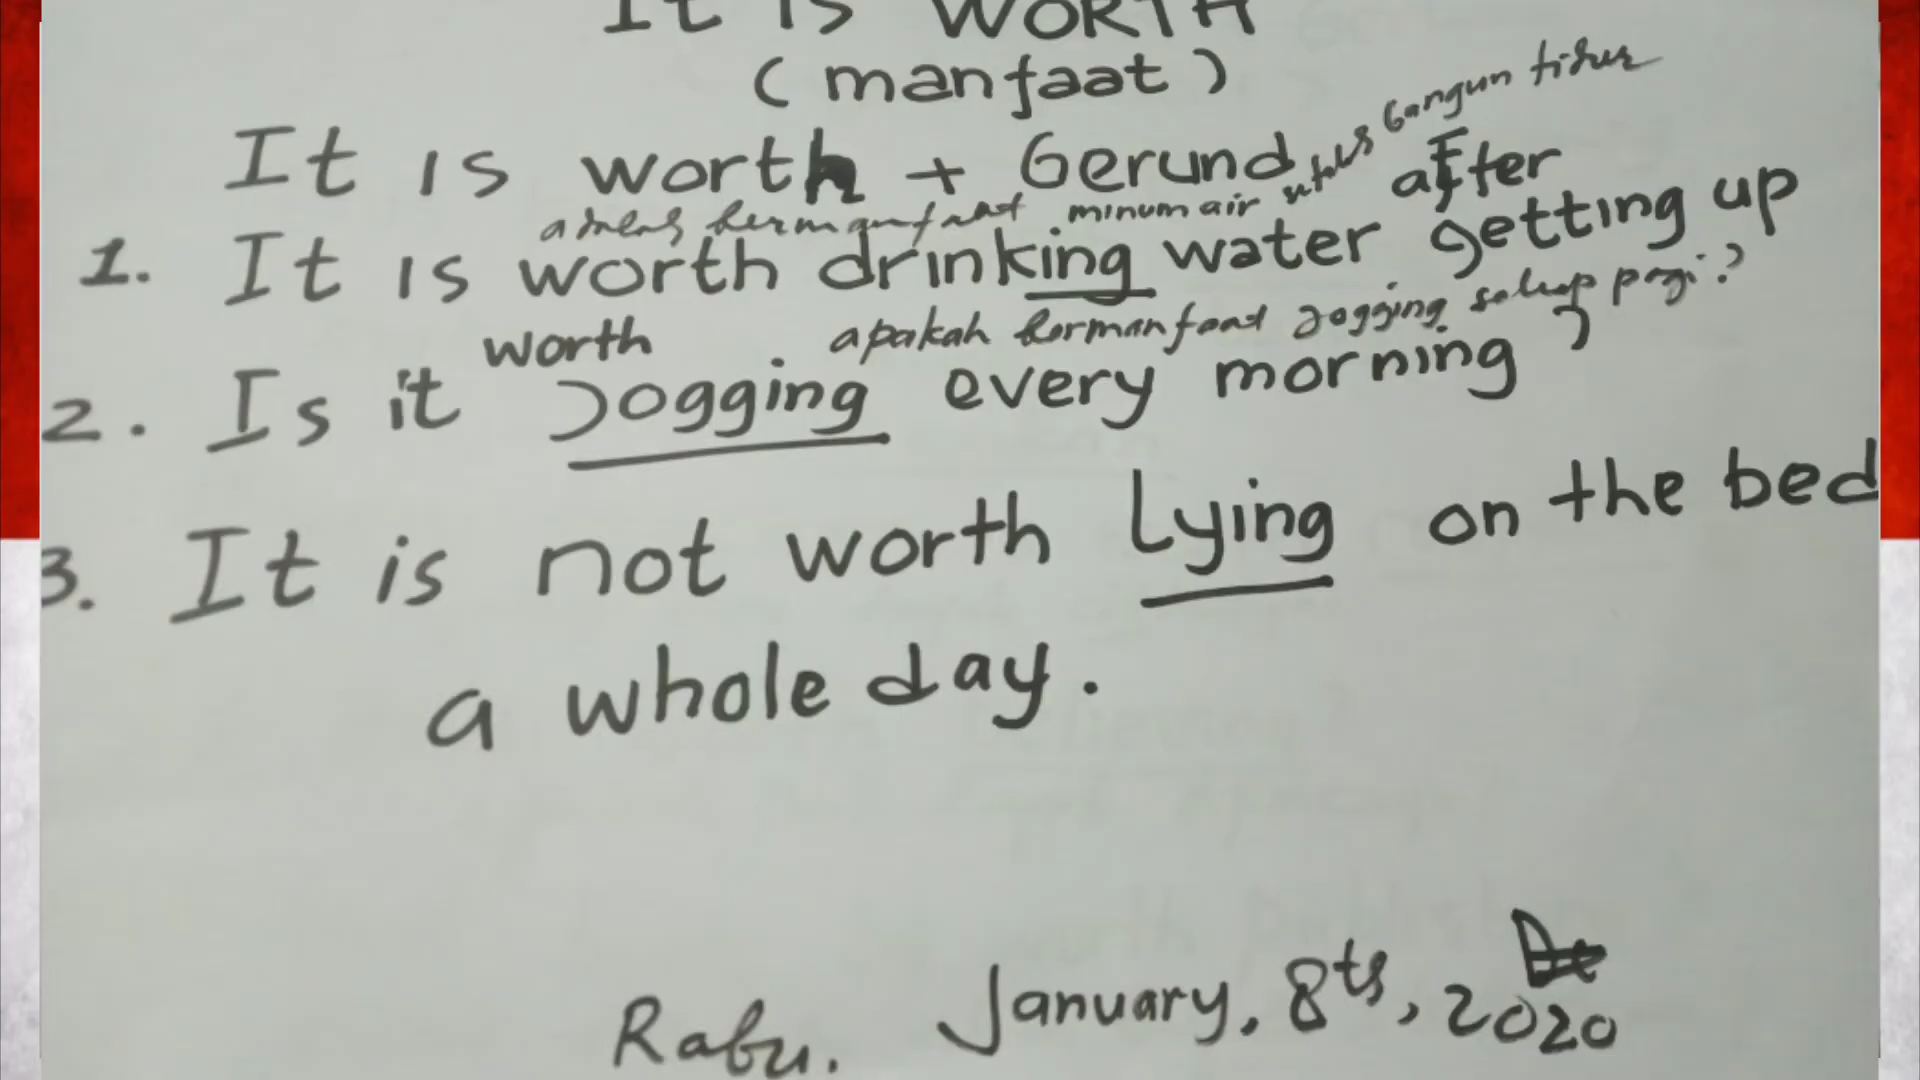 It is WORTH
(manfaat)
It is worth + Gerund
adalah bermanfaat minum air setelah bangun tidur
1. It is worth drinking water after getting up
apakah bermanfaat Jogging setiap pagi?
2. Is it worth Jogging every morning?
3. It is not worth Lying on the bed
a whole day.
Rabu. January, 8th, 2020